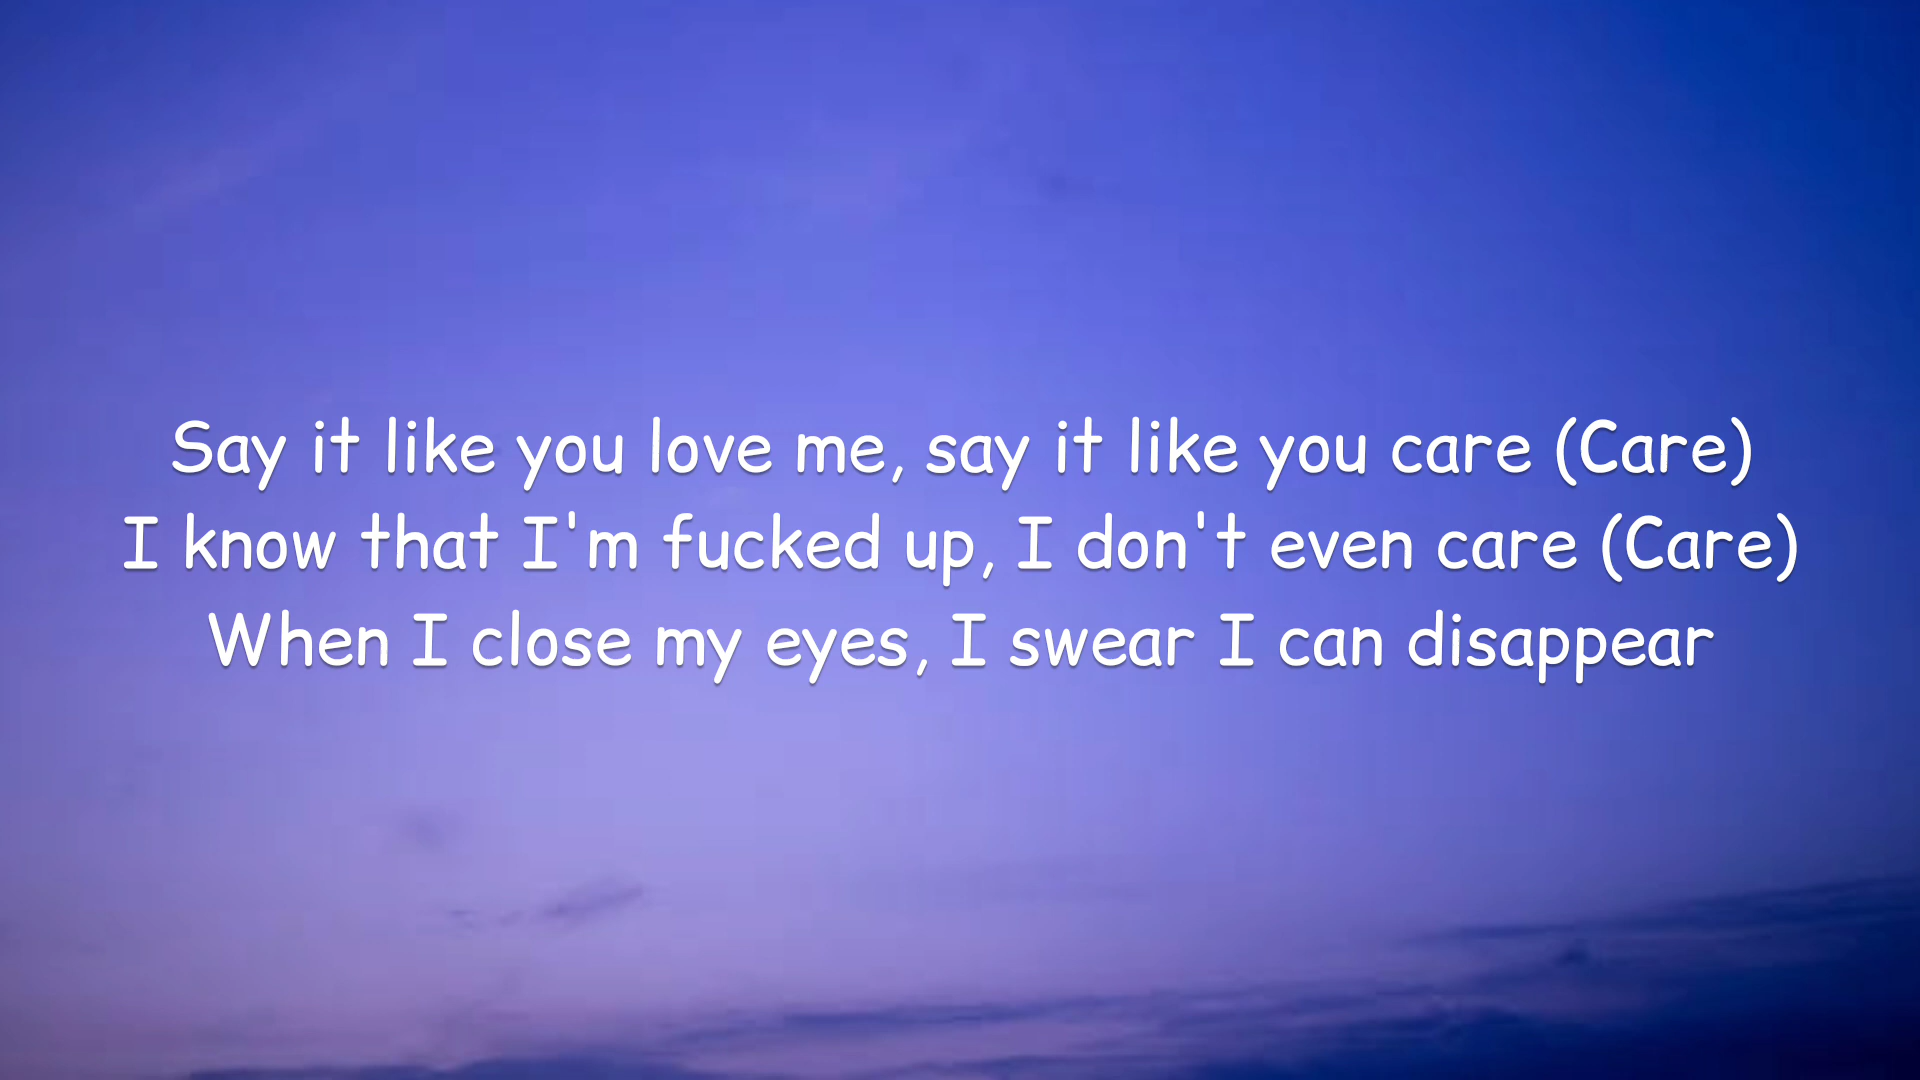 Say it like you love me, say it like you care (Care)
I know that I'm fucked up, I don't even care (Care)
When I close my eyes, I swear I can disappear